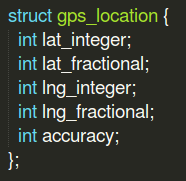 struct gps_location {
  int lat_integer;
  int lat_fractional;
  int lng_integer;
  int lng_fractional;
  int accuracy;
};